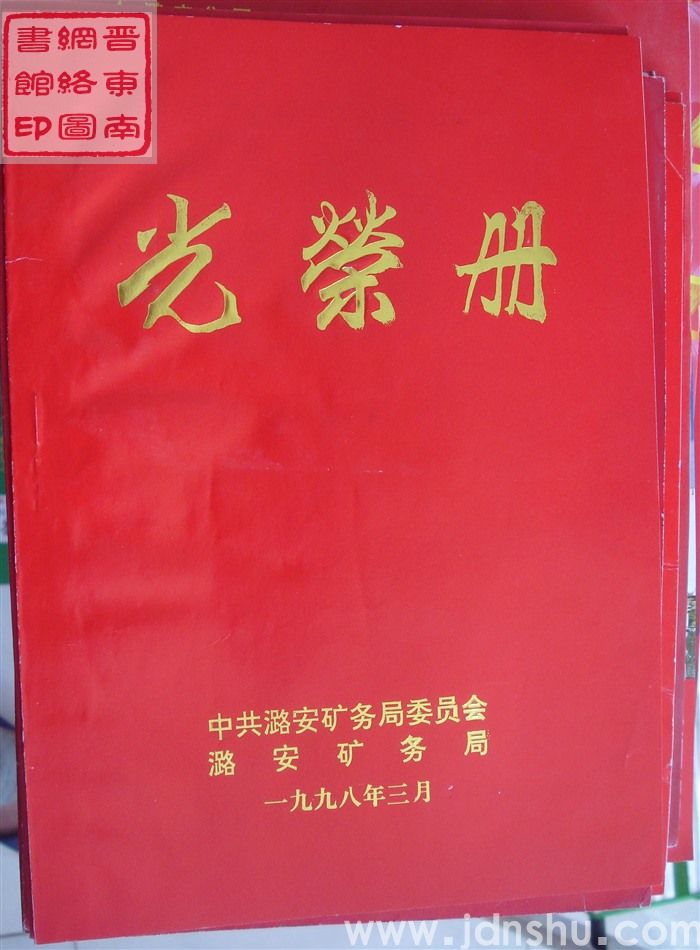 晋東南
網絡圖
書館印
光榮册
中共潞安矿务局委员会
潞安矿务局
一九九八年三月
www.jdnshu.com